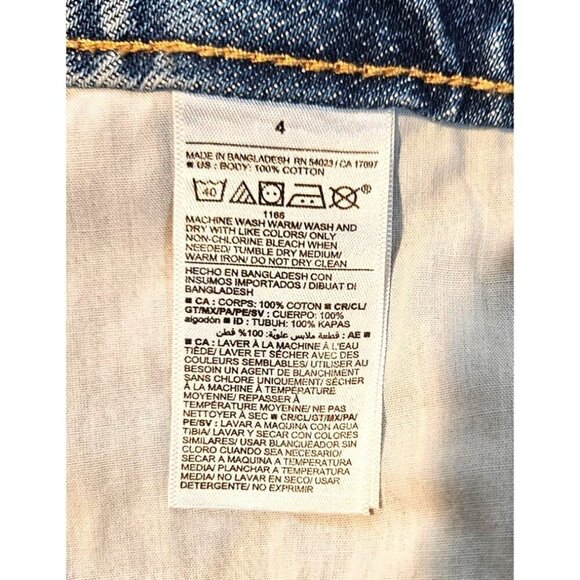 4
MADE IN BANGLADESH RN 54023 / CA 17897
■ US : BODY: 100% COTTON
40 ®
1166
MACHINE WASH WARM/ WASH AND
DRY WITH LIKE COLORS/ ONLY
NON-CHLORINE BLEACH WHEN
NEEDED/ TUMBLE DRY MEDIUM/
WARM IRON/ DO NOT DRY CLEAN
HECHO EN BANGLADESH CON
INSUMOS IMPORTADOS / DIBUAT DI
BANGLADESH
■ CA : CORPS: 100% COTON ■ CR/CL/
GT/MX/PA/PE/SV : CUERPO: 100%
algodón ■ ID : TUBUH: 100% KAPAS
■ AE : قطعة ملابس علويّة: 100% قطن
■ CA : LAVER À LA MACHINE À L'EAU
TIÈDE/ LAVER ET SÉCHER AVEC DES
COULEURS SEMBLABLES/ UTILISER AU
BESOIN UN AGENT DE BLANCHIMENT
SANS CHLORE UNIQUEMENT/ SÉCHER
À LA MACHINE À TEMPÉRATURE
MOYENNE/ REPASSER À
TEMPÉRATURE MOYENNE/ NE PAS
NETTOYER À SEC ■ CR/CL/GT/MX/PA/
PE/SV : LAVAR A MAQUINA CON AGUA
TIBIA/ LAVAR Y SECAR CON COLORES
SIMILARES/ USAR BLANQUEADOR SIN
CLORO CUANDO SEA NECESARIO/
SECAR A MAQUINA A TEMPERATURA
MEDIA/ PLANCHAR A TEMPERATURA
MEDIA/ NO LAVAR EN SECO/ USAR
DETERGENTE/ NO EXPRIMIR